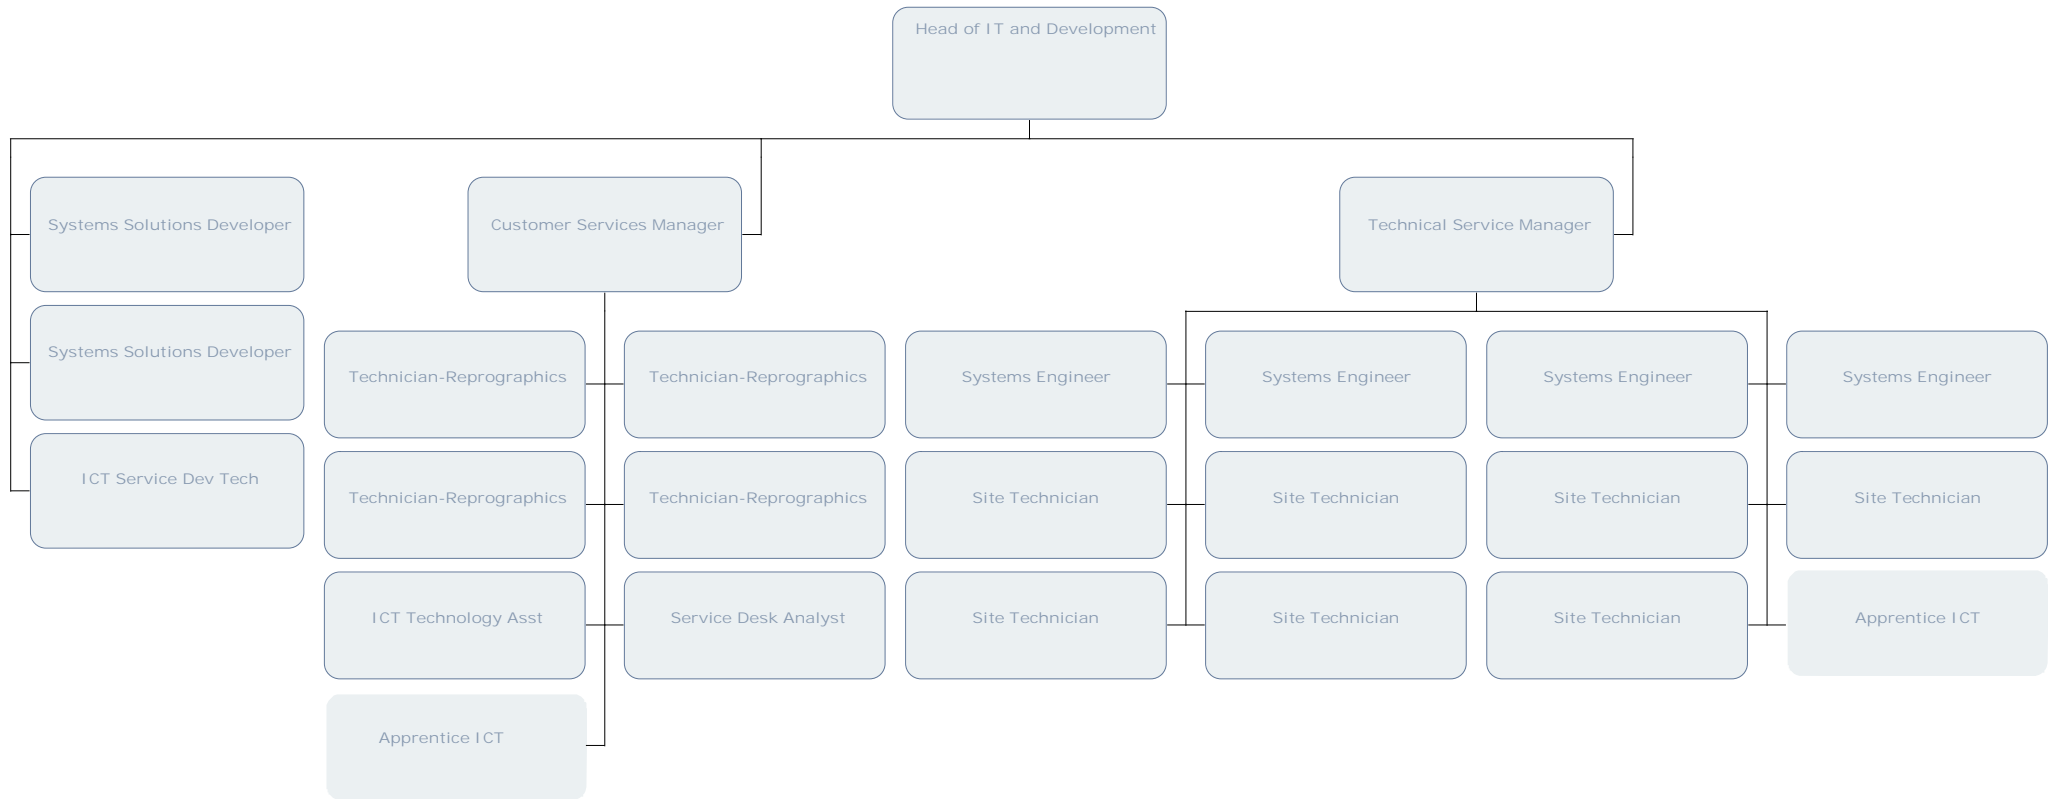 Head of IT and Development
Systems Solutions Developer
Customer Services Manager
Technical Service Manager
Systems Solutions Developer
Technician-Reprographics
Technician-Reprographics
Systems Engineer
Systems Engineer
Systems Engineer
Systems Engineer
ICT Service Dev Tech
Technician-Reprographics
Technician-Reprographics
Site Technician
Site Technician
Site Technician
Site Technician
ICT Technology Asst
Service Desk Analyst
Site Technician
Site Technician
Site Technician
Apprentice ICT
Apprentice ICT